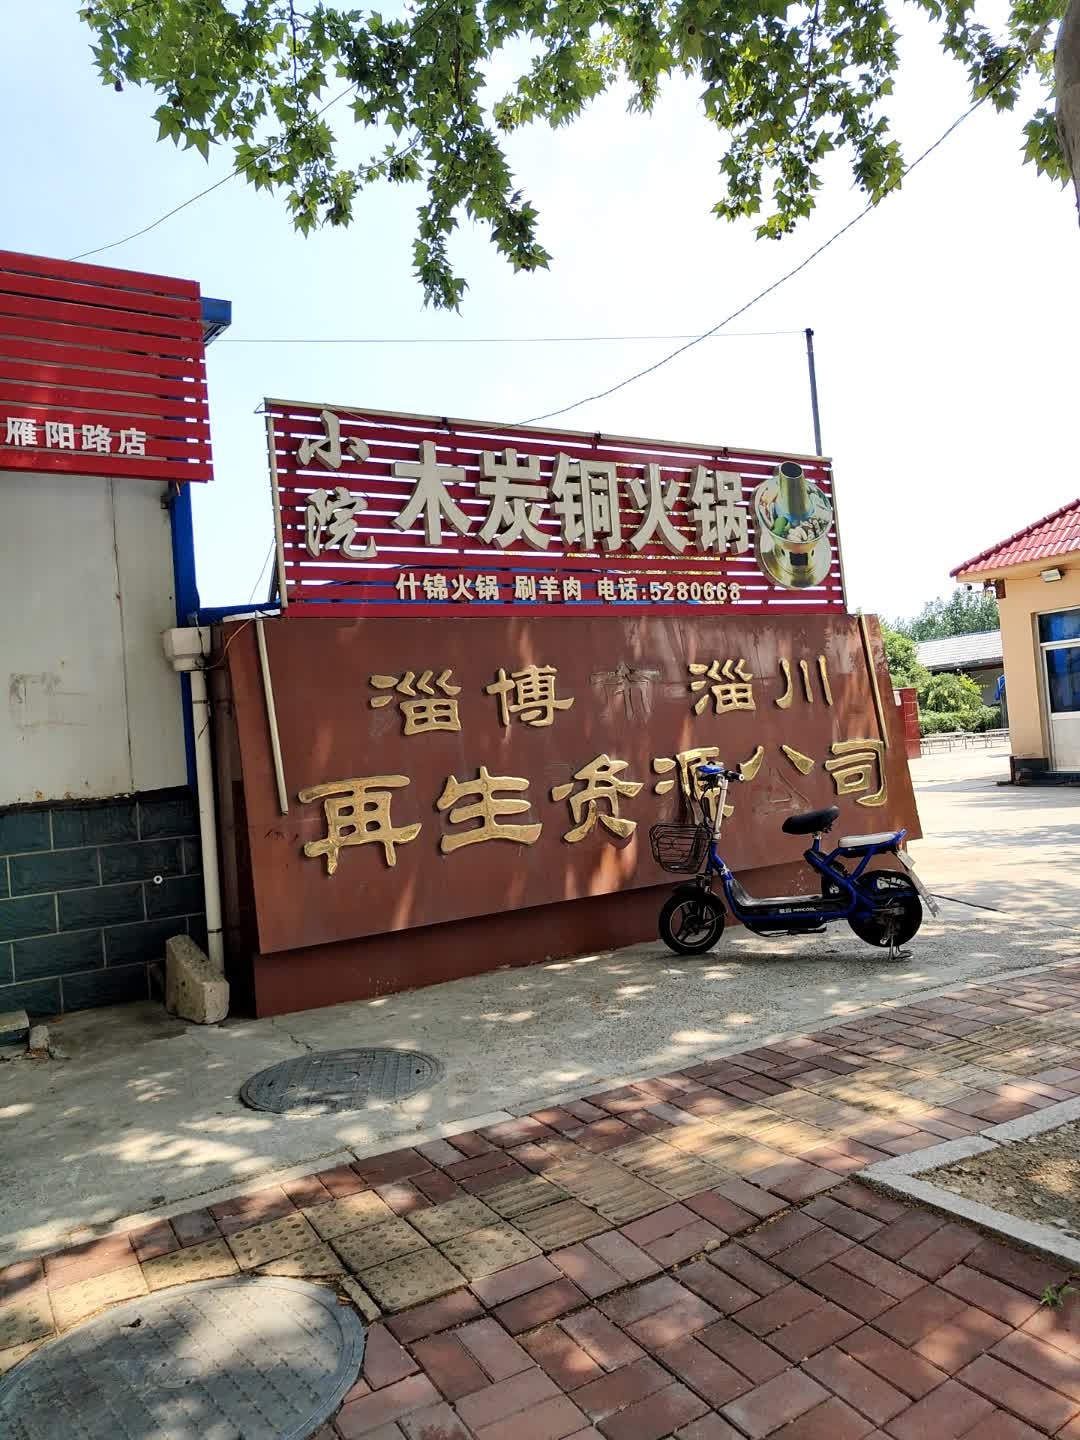 雁阳路店
小院
木炭铜火锅
什锦火锅 刷羊肉 电话:5280668
淄博市淄川
再生资源公司